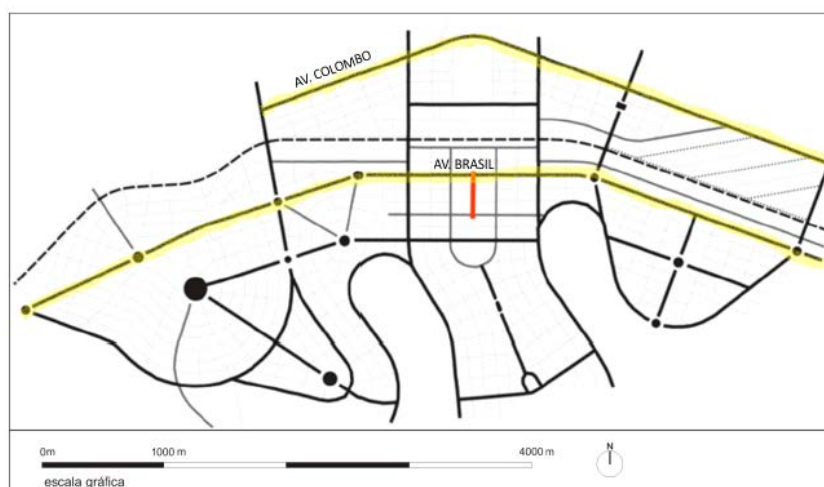 AV. COLOMBO
AV. BRASIL
0m
1000 m
4000 m
N
escala gráfica